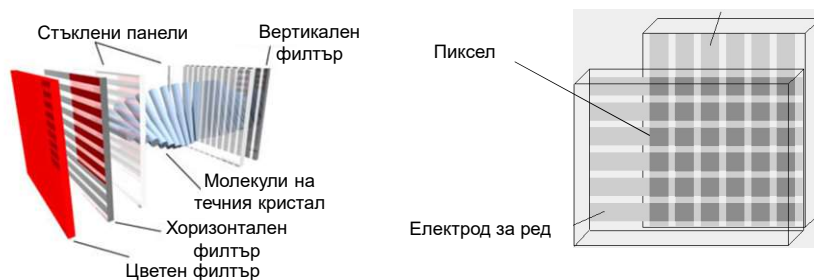 Стъклени панели
Вертикален
филтър
Молекули на
течния кристал
Хоризонтален
филтър
Цветен филтър
Пиксел
Електрод за ред